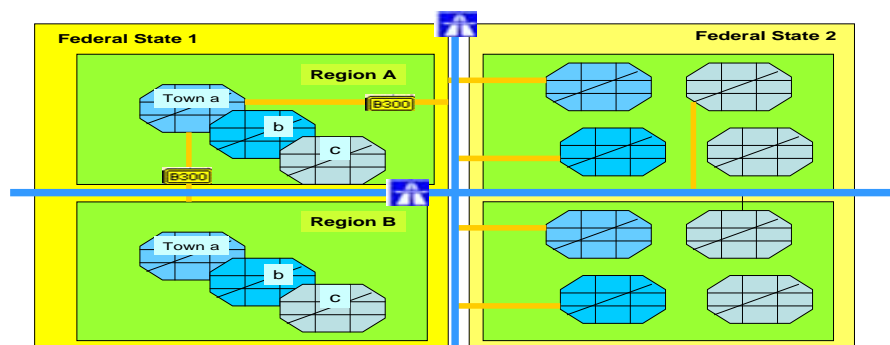 Federal State 1
Federal State 2
Region A
Town a
B300
b
c
B300
Region B
Town a
b
c